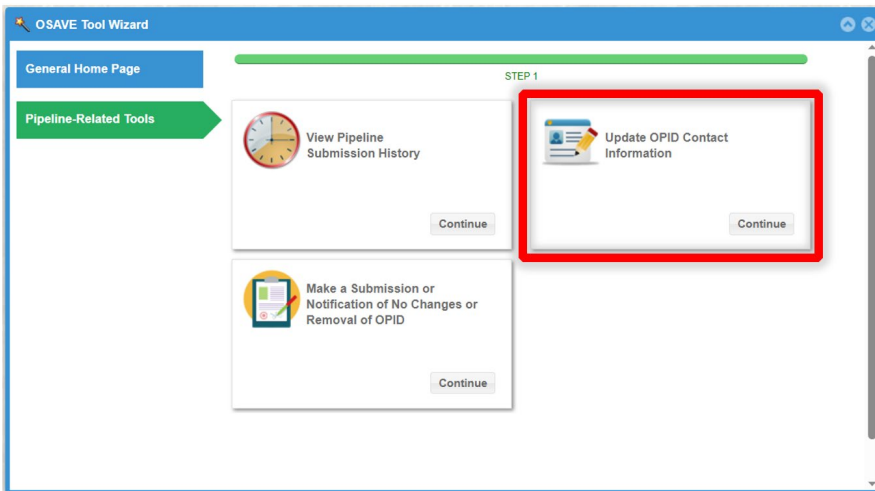 OSAVE Tool Wizard
General Home Page
Pipeline-Related Tools
STEP 1
View Pipeline
Submission History
Continue
Update OPID Contact
Information
Continue
Make a Submission or
Notification of No Changes or
Removal of OPID
Continue